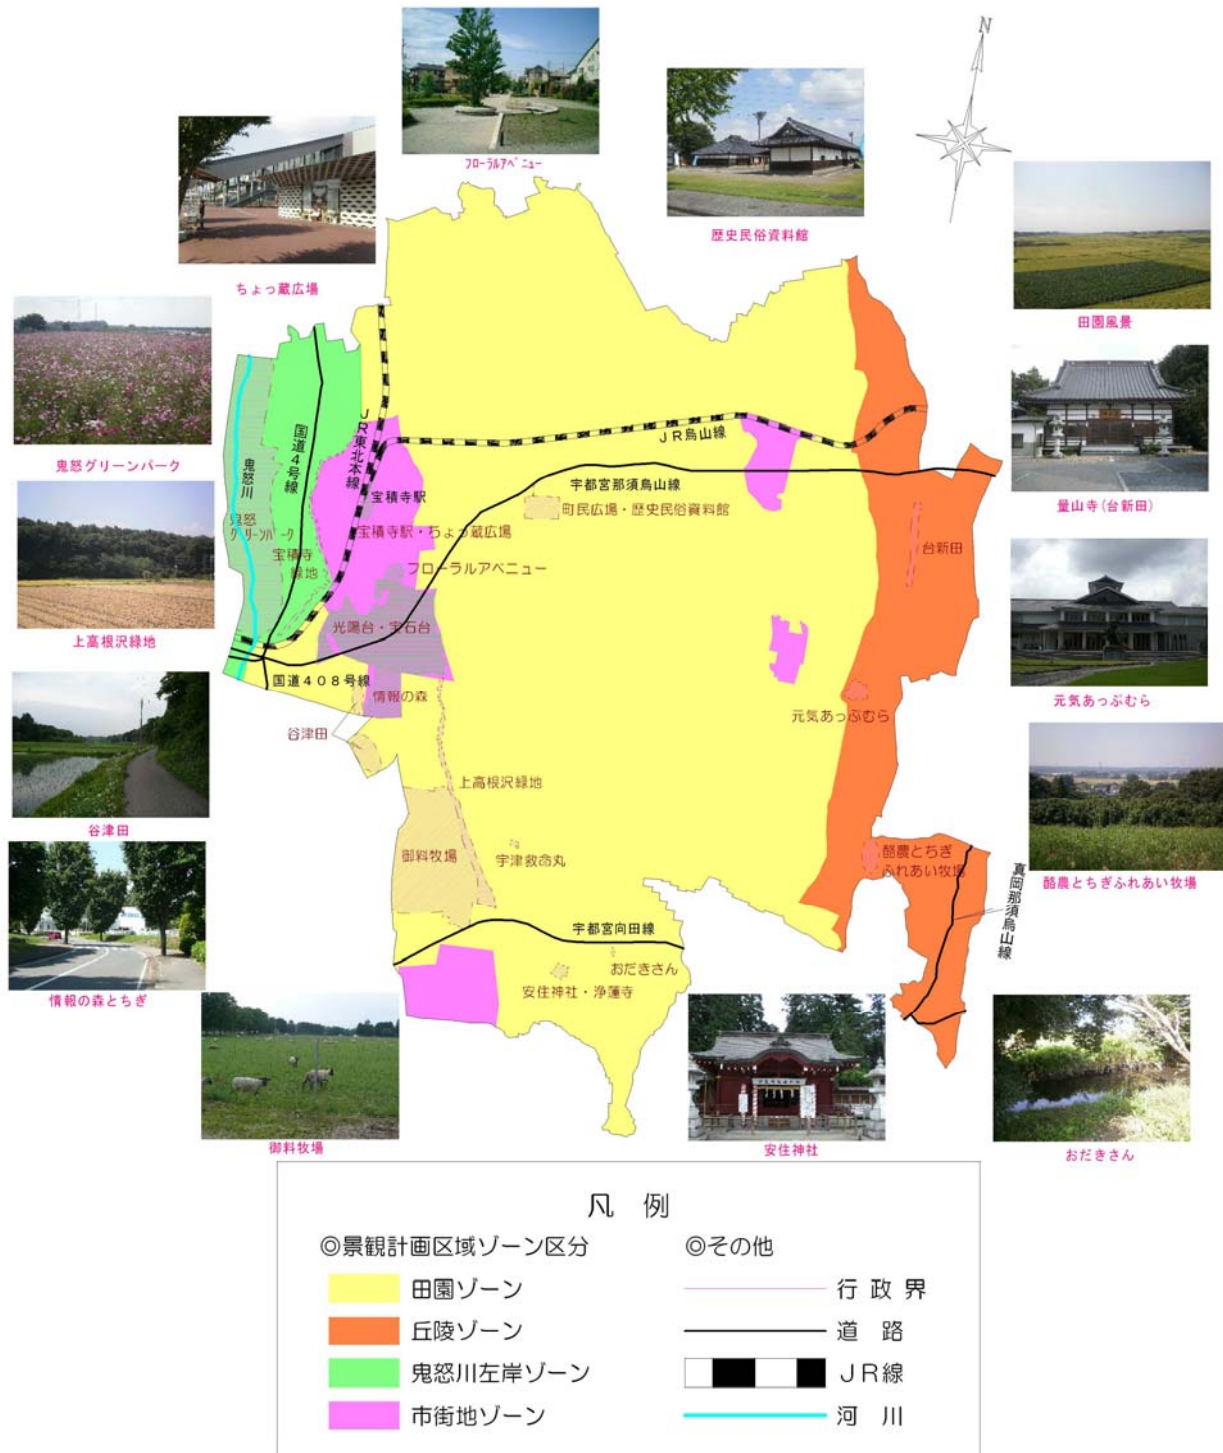 N
フローラルアベニュー
歴史民俗資料館
ちょっ蔵広場
田園風景
鬼怒グリーンパーク
量山寺(台新田)
上高根沢緑地
元気あっぷむら
谷津田
酪農とちぎふれあい牧場
情報の森とちぎ
御料牧場
安住神社
おだきさん
国道4号線
鬼怒川
JR東北本線
JR烏山線
宇都宮那須烏山線
宝積寺駅
町民広場・歴史民俗資料館
鬼怒
グリーンパーク
宝積寺
緑地
宝積寺駅・ちょっ蔵広場
フローラルアベニュー
台新田
光陽台・宝石台
国道408号線
情報の森
谷津田
元気あっぷむら
上高根沢緑地
御料牧場
宇津救命丸
酪農とちぎ
ふれあい牧場
真岡那須烏山線
宇都宮向田線
おだきさん
安住神社・浄蓮寺
凡 例
◎景観計画区域ゾーン区分
田園ゾーン
丘陵ゾーン
鬼怒川左岸ゾーン
市街地ゾーン
◎その他
行 政 界
道 路
JR線
河 川